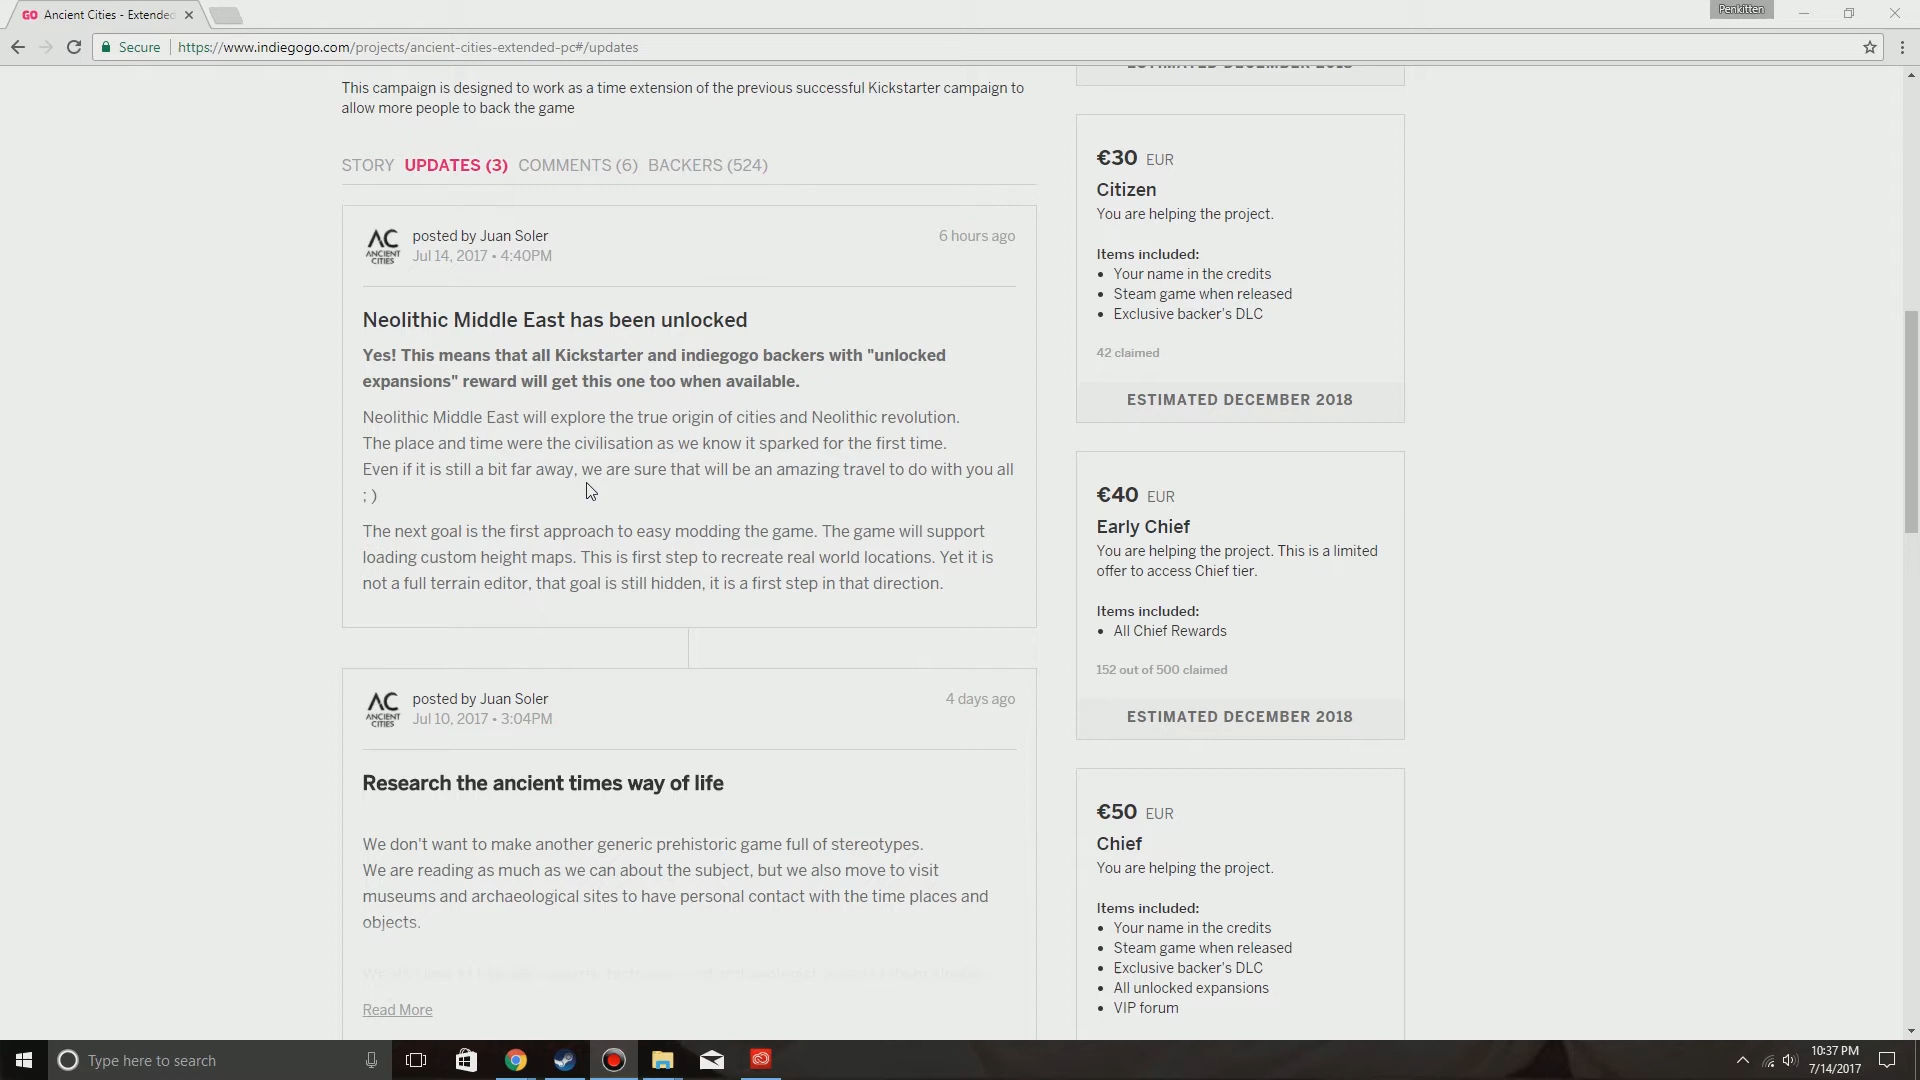 GO Ancient Cities - Extended
Penkitten
Secure
https://www.indiegogo.com/projects/ancient-cities-extended-pc#/updates
This campaign is designed to work as a time extension of the previous successful Kickstarter campaign to
allow more people to back the game
STORY UPDATES (3) COMMENTS (6) BACKERS (524)
AC
ANCIENT
CITIES
posted by Juan Soler
6 hours ago
Jul 14, 2017 • 4:40PM
Neolithic Middle East has been unlocked
Yes! This means that all Kickstarter and indiegogo backers with "unlocked
expansions" reward will get this one too when available.
Neolithic Middle East will explore the true origin of cities and Neolithic revolution.
The place and time were the civilisation as we know it sparked for the first time.
Even if it is still a bit far away, we are sure that will be an amazing travel to do with you all
; )
The next goal is the first approach to easy modding the game. The game will support
loading custom height maps. This is first step to recreate real world locations. Yet it is
not a full terrain editor, that goal is still hidden, it is a first step in that direction.
AC
ANCIENT
CITIES
posted by Juan Soler
4 days ago
Jul 10, 2017 • 3:04PM
Research the ancient times way of life
We don't want to make another generic prehistoric game full of stereotypes.
We are reading as much as we can about the subject, but we also move to visit
museums and archaeological sites to have personal contact with the time places and
objects.
Read More
ESTIMATED DECEMBER 2018
€30 EUR
Citizen
You are helping the project.
Items included:
• Your name in the credits
• Steam game when released
• Exclusive backer's DLC
42 claimed
ESTIMATED DECEMBER 2018
€40 EUR
Early Chief
You are helping the project. This is a limited
offer to access Chief tier.
Items included:
• All Chief Rewards
152 out of 500 claimed
ESTIMATED DECEMBER 2018
€50 EUR
Chief
You are helping the project.
Items included:
• Your name in the credits
• Steam game when released
• Exclusive backer's DLC
• All unlocked expansions
• VIP forum
Type here to search
10:37 PM
7/14/2017